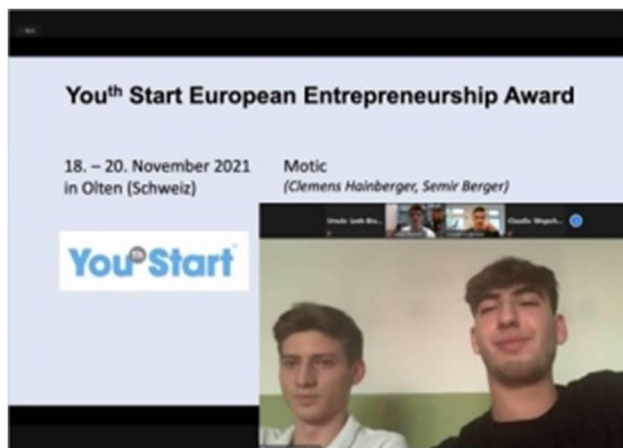 Youth Start European Entrepreneurship Award
18. – 20. November 2021
in Olten (Schweiz)
Motic
(Clemens Hainberger, Semir Berger)
YouthStart